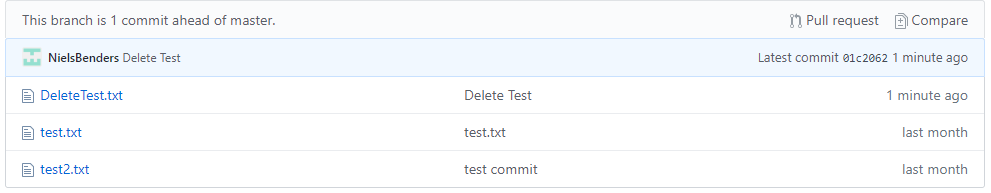 This branch is 1 commit ahead of master. Pull request Compare
NielsBenders Delete Test Latest commit 01c2062 1 minute ago
DeleteTest.txt Delete Test 1 minute ago
test.txt test.txt last month
test2.txt test commit last month